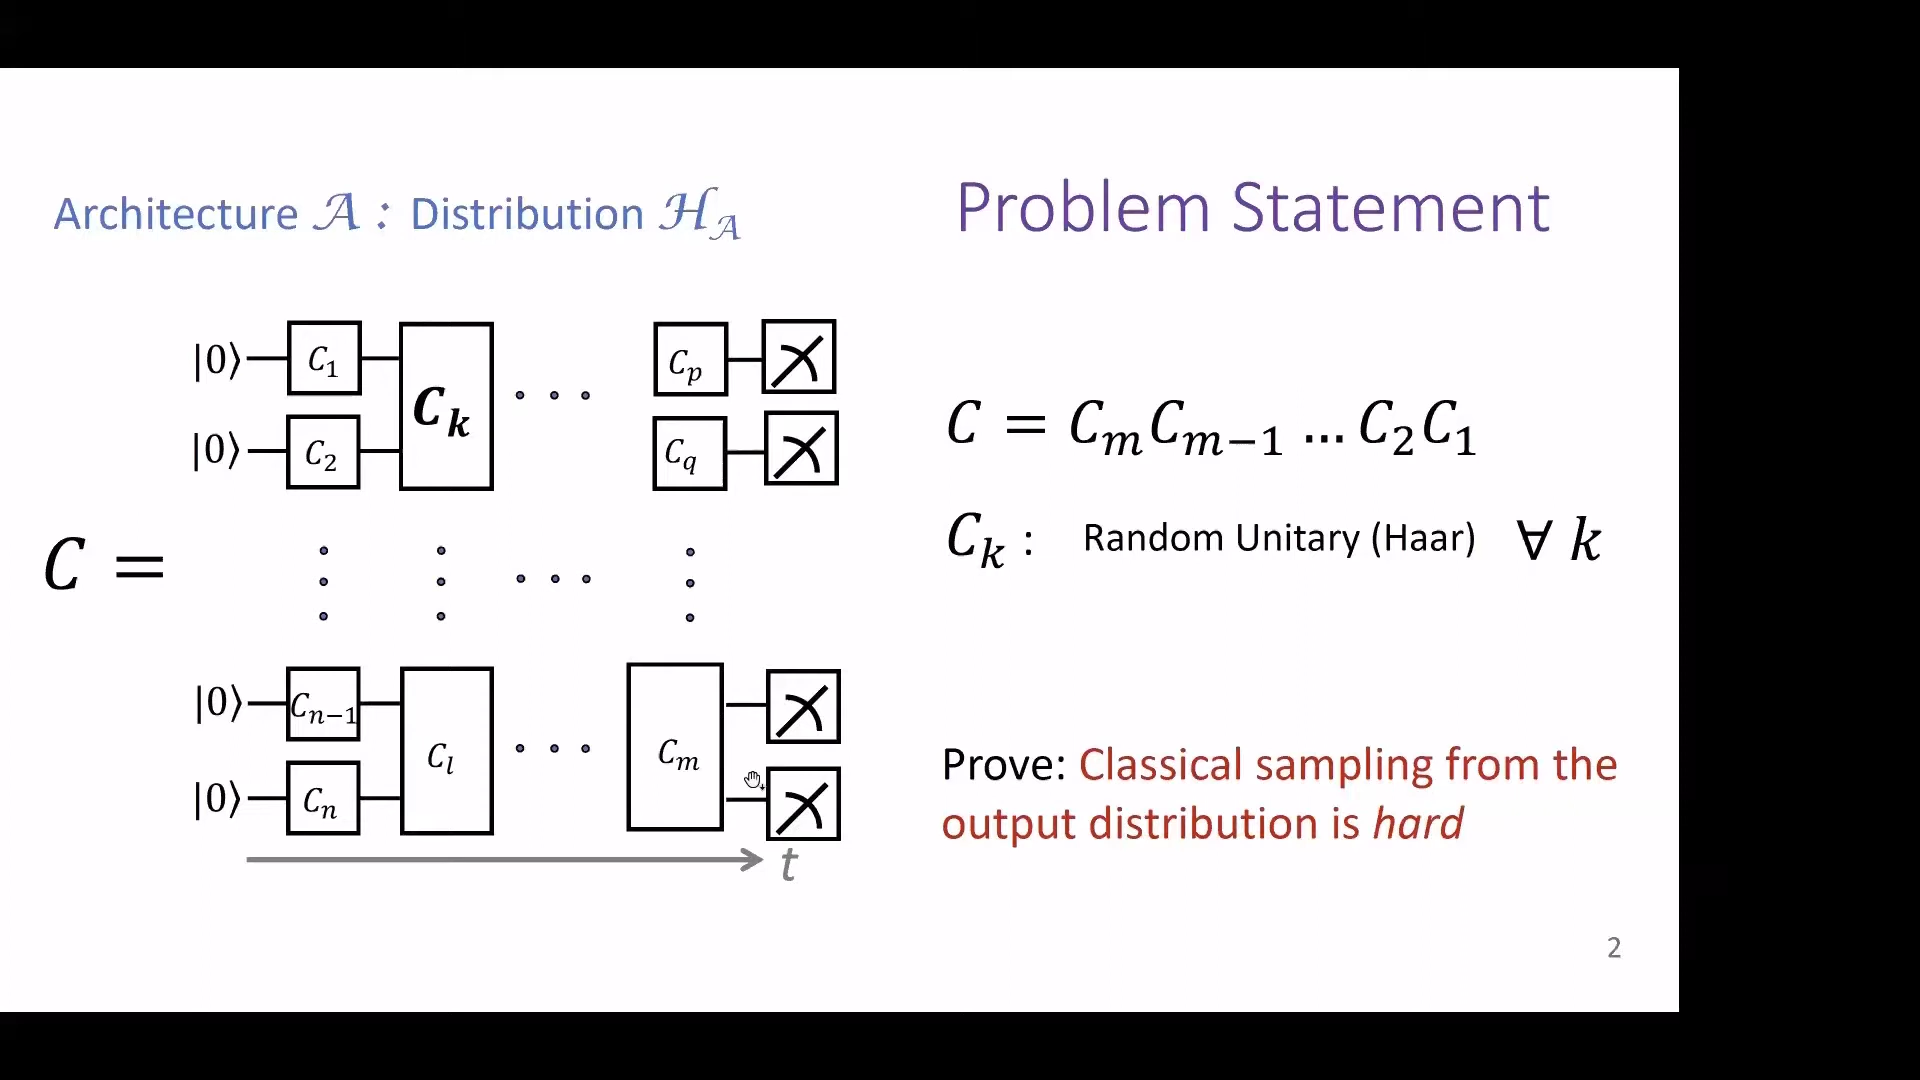 Architecture 𝒜 : Distribution ℋ_𝒜
Problem Statement
C =
|0⟩ C₁ C_k · · · C_p
|0⟩ C₂ C_q
|0⟩ C_{n−1} C_l · · · C_m
|0⟩ C_n
t
C = C_m C_{m−1} … C₂ C₁
C_k : Random Unitary (Haar) ∀ k
Prove: Classical sampling from the
output distribution is hard
2